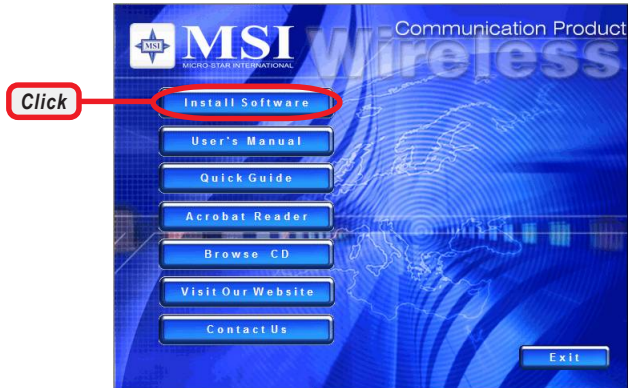 Communication Product
Wireless
MSI
MSI
MICRO-STAR INTERNATIONAL
Click
Install Software
User's Manual
Quick Guide
Acrobat Reader
Browse CD
Visit Our Website
Contact Us
Exit